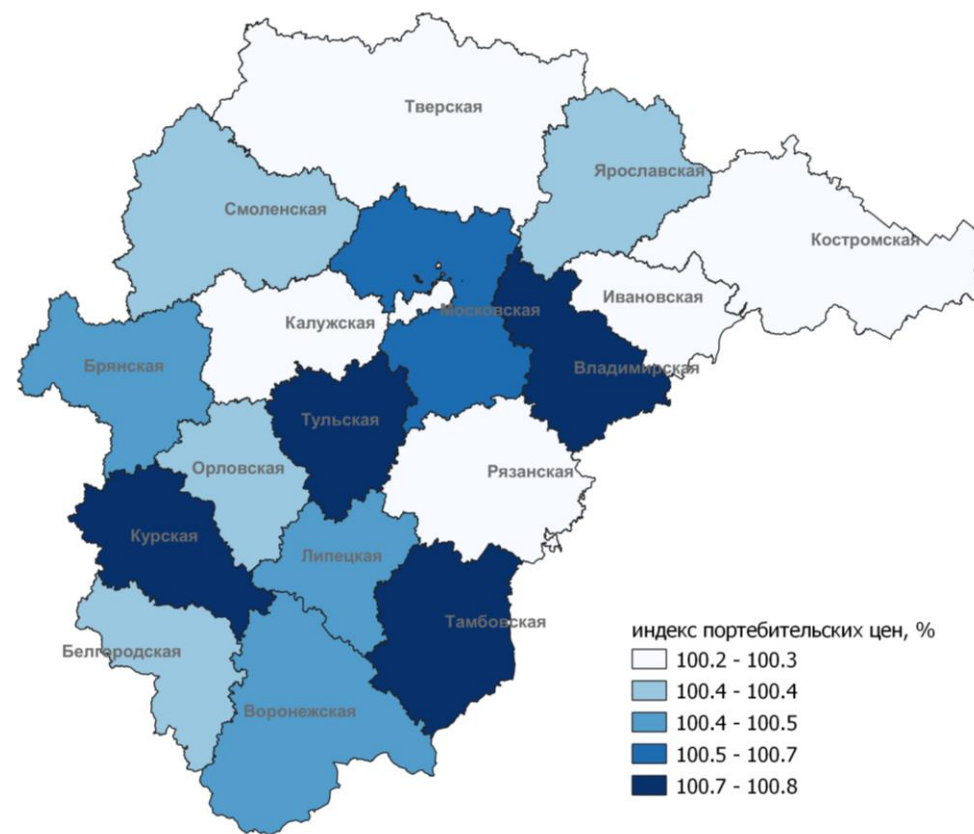 Тверская
Ярославская
Смоленская
Костромская
Ивановская
Московская
Калужская
Владимирская
Брянская
Тульская
Орловская
Рязанская
Курская
Липецкая
Тамбовская
Белгородская
Воронежская
индекс портебительских цен, %
100.2 - 100.3
100.4 - 100.4
100.4 - 100.5
100.5 - 100.7
100.7 - 100.8